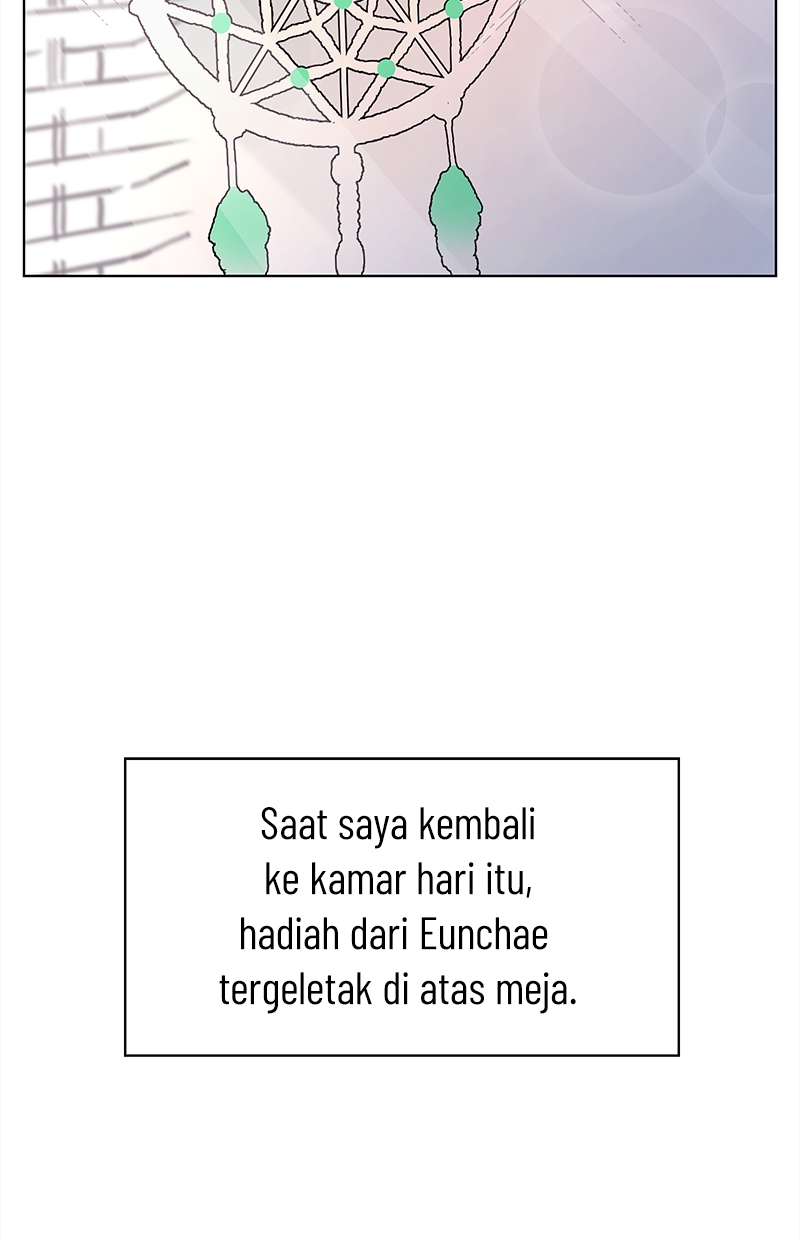 Saat saya kembali
ke kamar hari itu,
hadiah dari Eunchae
tergeletak di atas meja.